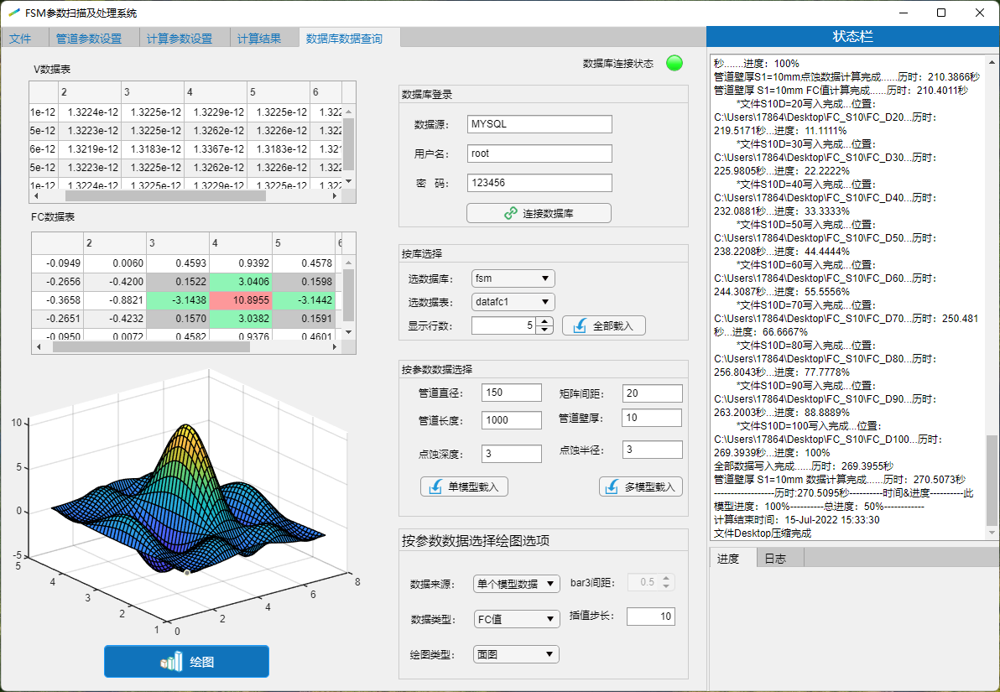 FSM参数扫描及处理系统
文件 管道参数设置 计算参数设置 计算结果 数据库数据查询
状态栏
V数据表
2 3 4 5 6
1e-12 1.3224e-12 1.3225e-12 1.3229e-12 1.3225e-12 1.322
5e-12 1.3223e-12 1.3225e-12 1.3262e-12 1.3226e-12 1.322
6e-12 1.3219e-12 1.3183e-12 1.3367e-12 1.3183e-12 1.321
5e-12 1.3223e-12 1.3226e-12 1.3262e-12 1.3226e-12 1.322
1e-12 1.3224e-12 1.3225e-12 1.3229e-12 1.3225e-12 1.322
FC数据表
2 3 4 5 6
-0.0949 0.0060 0.4593 0.9392 0.4578
-0.2656 -0.4200 0.1522 3.0406 0.1598
-0.3658 -0.8821 -3.1438 10.8955 -3.1442
-0.2651 -0.4232 0.1570 3.0382 0.1591
-0.0950 0.0072 0.4582 0.9376 0.4601
10
5
0
-5
5
4
3
2
1
0
2
4
6
8
绘图
数据库连接状态
数据库登录
数据源: MYSQL
用户名: root
密 码: 123456
连接数据库
按库选择
选数据库: fsm
选数据表: datafc1
显示行数: 5 全部载入
按参数数据选择
管道直径: 150 矩阵间距: 20
管道长度: 1000 管道壁厚: 10
点蚀深度: 3 点蚀半径: 3
单模型载入 多模型载入
按参数数据选择绘图选项
数据来源: 单个模型数据 bar3间距: 0.5
数据类型: FC值 插值步长: 10
绘图类型: 面图
秒.......进度：100%
管道壁厚S1=10mm点蚀数据计算完成......历时：210.3866秒
管道壁厚 S1=10mm FC值计算完成......历时：210.4011秒
*文件S10D=20写入完成...位置：
C:\Users\17864\Desktop\FC_S10\FC_D20...历时：
219.5171秒...进度：11.1111%
*文件S10D=30写入完成...位置：
C:\Users\17864\Desktop\FC_S10\FC_D30...历时：
225.9805秒...进度：22.2222%
*文件S10D=40写入完成...位置：
C:\Users\17864\Desktop\FC_S10\FC_D40...历时：
232.0881秒...进度：33.3333%
*文件S10D=50写入完成...位置：
C:\Users\17864\Desktop\FC_S10\FC_D50...历时：
238.2208秒...进度：44.4444%
*文件S10D=60写入完成...位置：
C:\Users\17864\Desktop\FC_S10\FC_D60...历时：
244.3087秒...进度：55.5556%
*文件S10D=70写入完成...位置：
C:\Users\17864\Desktop\FC_S10\FC_D70...历时：250.481
秒...进度：66.6667%
*文件S10D=80写入完成...位置：
C:\Users\17864\Desktop\FC_S10\FC_D80...历时：
256.8043秒...进度：77.7778%
*文件S10D=90写入完成...位置：
C:\Users\17864\Desktop\FC_S10\FC_D90...历时：
263.2003秒...进度：88.8889%
*文件S10D=100写入完成...位置：
C:\Users\17864\Desktop\FC_S10\FC_D100...历时：
269.3939秒...进度：100%
全部数据写入完成......历时：269.3955秒
管道壁厚 S1=10mm 数据计算完成......历时：270.5073秒
------------------历时:270.5095秒----------时间&进度----------此
模型进度：100%----------总进度：50%------------
计算结束时间：15-Jul-2022 15:33:30
文件Desktop压缩完成
进度 日志